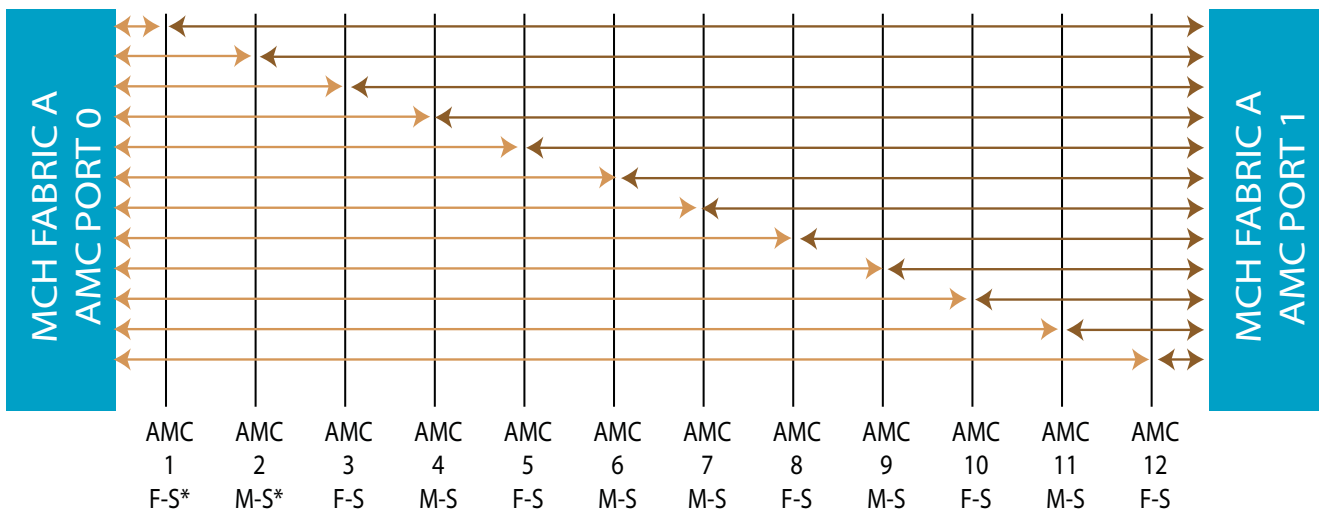 MCH FABRIC A
AMC PORT 0
MCH FABRIC A
AMC PORT 1
AMC AMC AMC AMC AMC AMC AMC AMC AMC AMC AMC AMC
1 2 3 4 5 6 7 8 9 10 11 12
F-S* M-S* F-S M-S F-S M-S M-S F-S M-S F-S M-S F-S